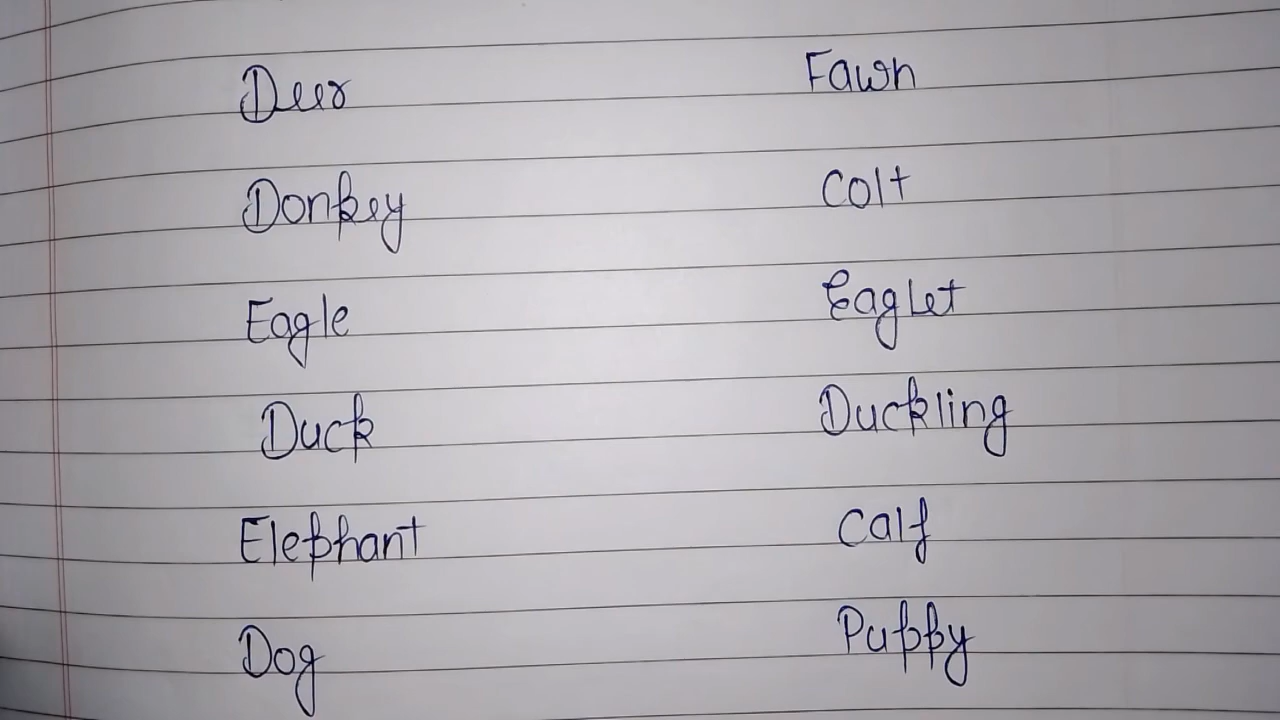 Deer Fawn
Donkey Colt
Eagle Eaglet
Duck Duckling
Elephant Calf
Dog Puppy